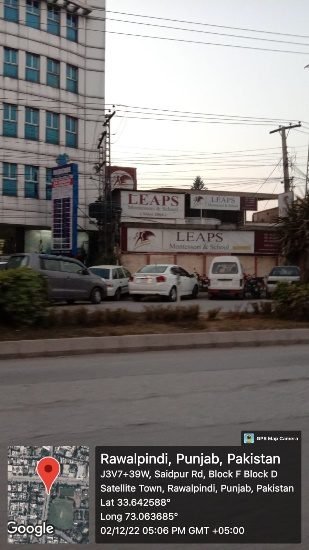 LEAPS
Montessori & School
LEAPS
LEAPS
Montessori & School
GPS Map Camera
Rawalpindi, Punjab, Pakistan
J3V7+39W, Saidpur Rd, Block F Block D
Satellite Town, Rawalpindi, Punjab, Pakistan
Lat 33.642588°
Long 73.063685°
02/12/22 05:06 PM GMT +05:00
Google